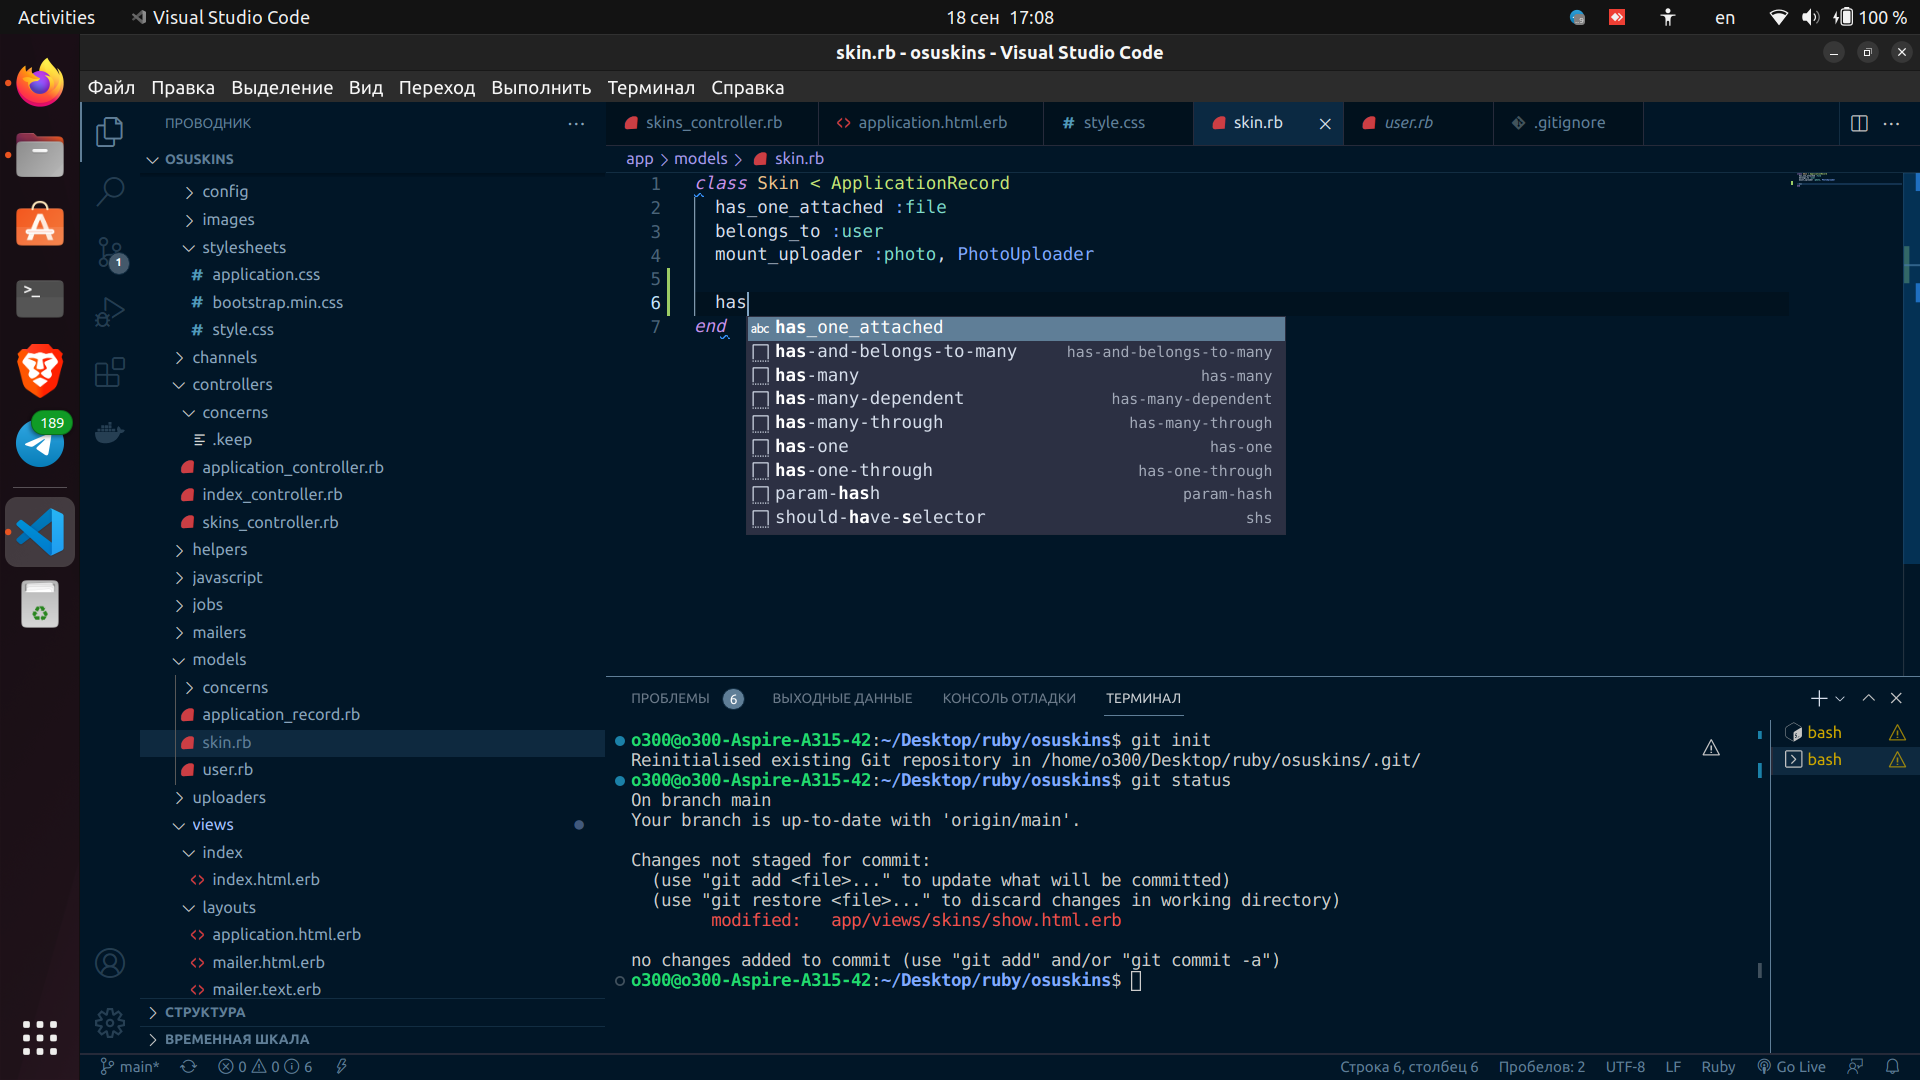 Activities
Visual Studio Code
18 сен 17:08
en
100 %
skin.rb - osuskins - Visual Studio Code
Файл Правка Выделение Вид Переход Выполнить Терминал Справка
189
1
ПРОВОДНИК
OSUSKINS
config
images
stylesheets
# application.css
# bootstrap.min.css
# style.css
channels
controllers
concerns
.keep
application_controller.rb
index_controller.rb
skins_controller.rb
helpers
javascript
jobs
mailers
models
concerns
application_record.rb
skin.rb
user.rb
uploaders
views
index
<> index.html.erb
layouts
<> application.html.erb
<> mailer.html.erb
<> mailer.text.erb
СТРУКТУРА
ВРЕМЕННАЯ ШКАЛА
skins_controller.rb
<> application.html.erb
# style.css
skin.rb
user.rb
.gitignore
app > models > skin.rb
1 class Skin < ApplicationRecord
2 has_one_attached :file
3 belongs_to :user
4 mount_uploader :photo, PhotoUploader
5
6 has
7 end
abc has_one_attached
has-and-belongs-to-many has-and-belongs-to-many
has-many has-many
has-many-dependent has-many-dependent
has-many-through has-many-through
has-one has-one
has-one-through has-one-through
param-hash param-hash
should-have-selector shs
ПРОБЛЕМЫ 6 ВЫХОДНЫЕ ДАННЫЕ КОНСОЛЬ ОТЛАДКИ ТЕРМИНАЛ
o300@o300-Aspire-A315-42:~/Desktop/ruby/osuskins$ git init
Reinitialised existing Git repository in /home/o300/Desktop/ruby/osuskins/.git/
o300@o300-Aspire-A315-42:~/Desktop/ruby/osuskins$ git status
On branch main
Your branch is up-to-date with 'origin/main'.
Changes not staged for commit:
(use "git add <file>..." to update what will be committed)
(use "git restore <file>..." to discard changes in working directory)
modified: app/views/skins/show.html.erb
no changes added to commit (use "git add" and/or "git commit -a")
o300@o300-Aspire-A315-42:~/Desktop/ruby/osuskins$
bash
bash
main*
0 0 6
Строка 6, столбец 6
Пробелов: 2
UTF-8
LF
Ruby
Go Live